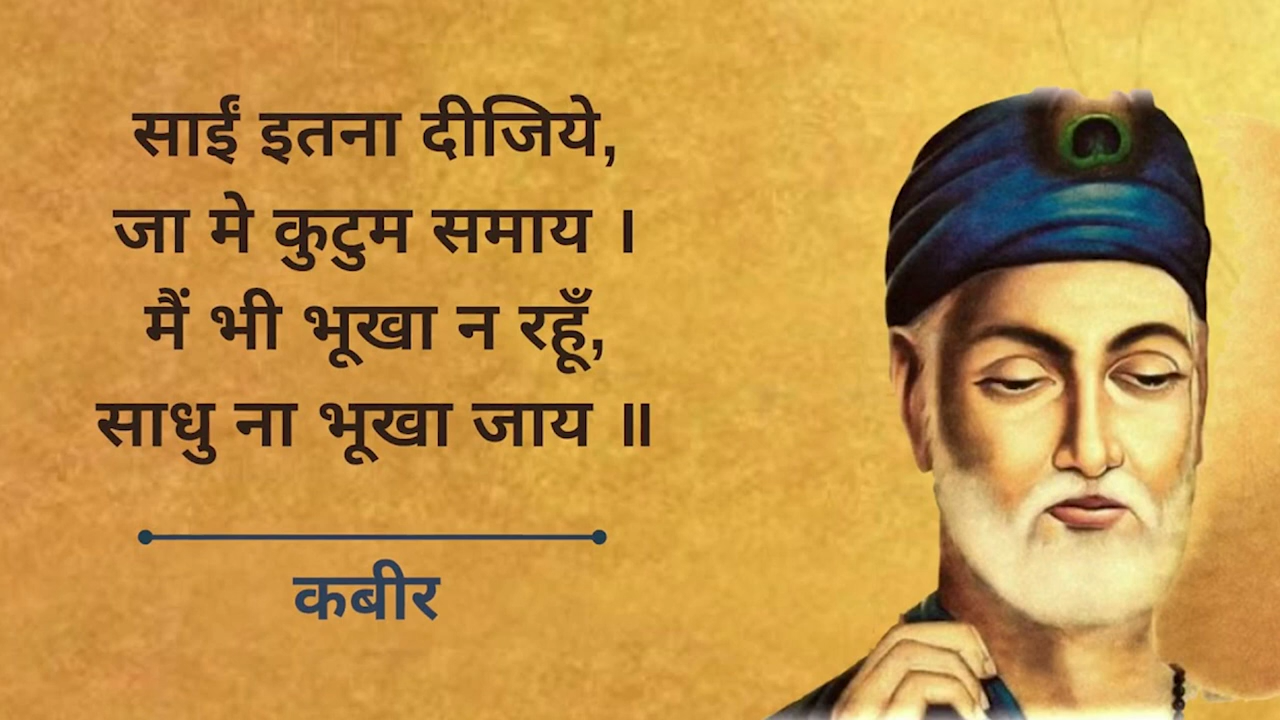 साईं इतना दीजिये,
जा मे कुटुम समाय ।
मैं भी भूखा न रहूँ,
साधु ना भूखा जाय ॥
कबीर